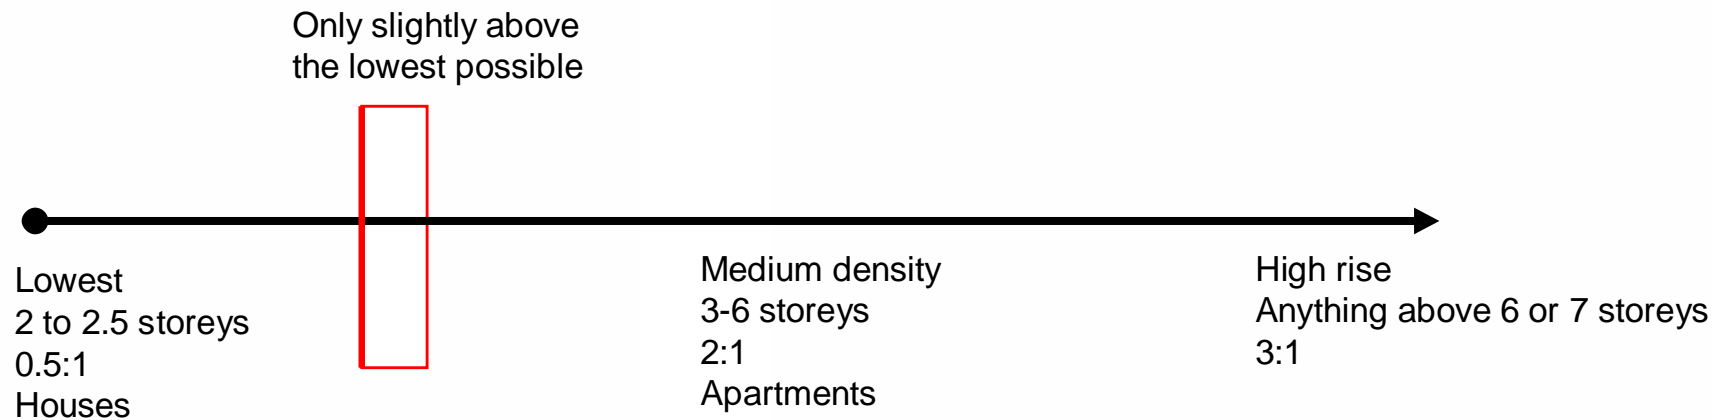 Only slightly above
the lowest possible
Lowest
2 to 2.5 storeys
0.5:1
Houses
Medium density
3-6 storeys
2:1
Apartments
High rise
Anything above 6 or 7 storeys
3:1